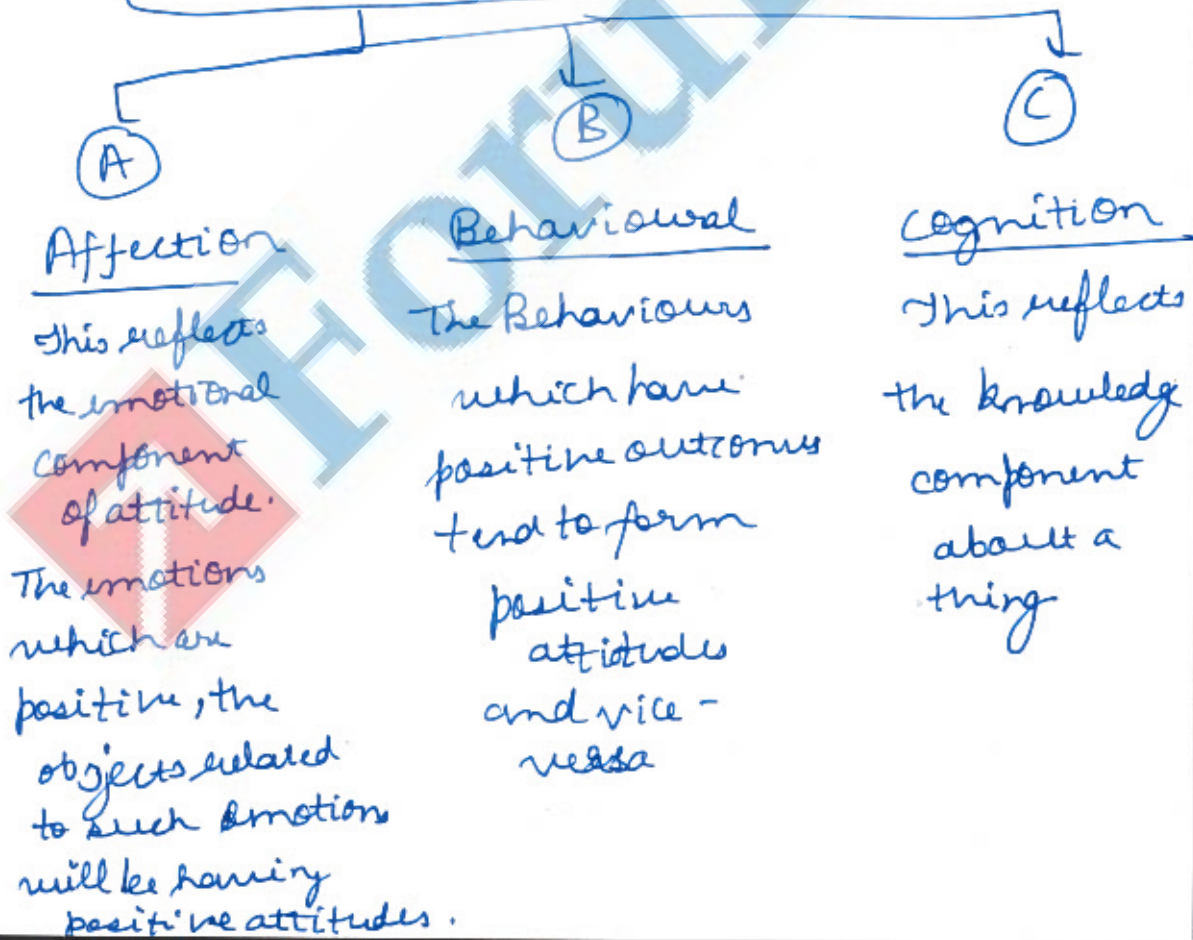 A
B
C
Affection
This reflects
the emotional
component
of attitude.
The emotions
which are
positive, the
objects related
to such emotion
will be having
positive attitudes.
Behavioural
The Behaviours
which have
positive outcomes
tend to form
positive
attitudes
and vice-
versa
Cognition
This reflects
the knowledge
component
about a
thing
Forum